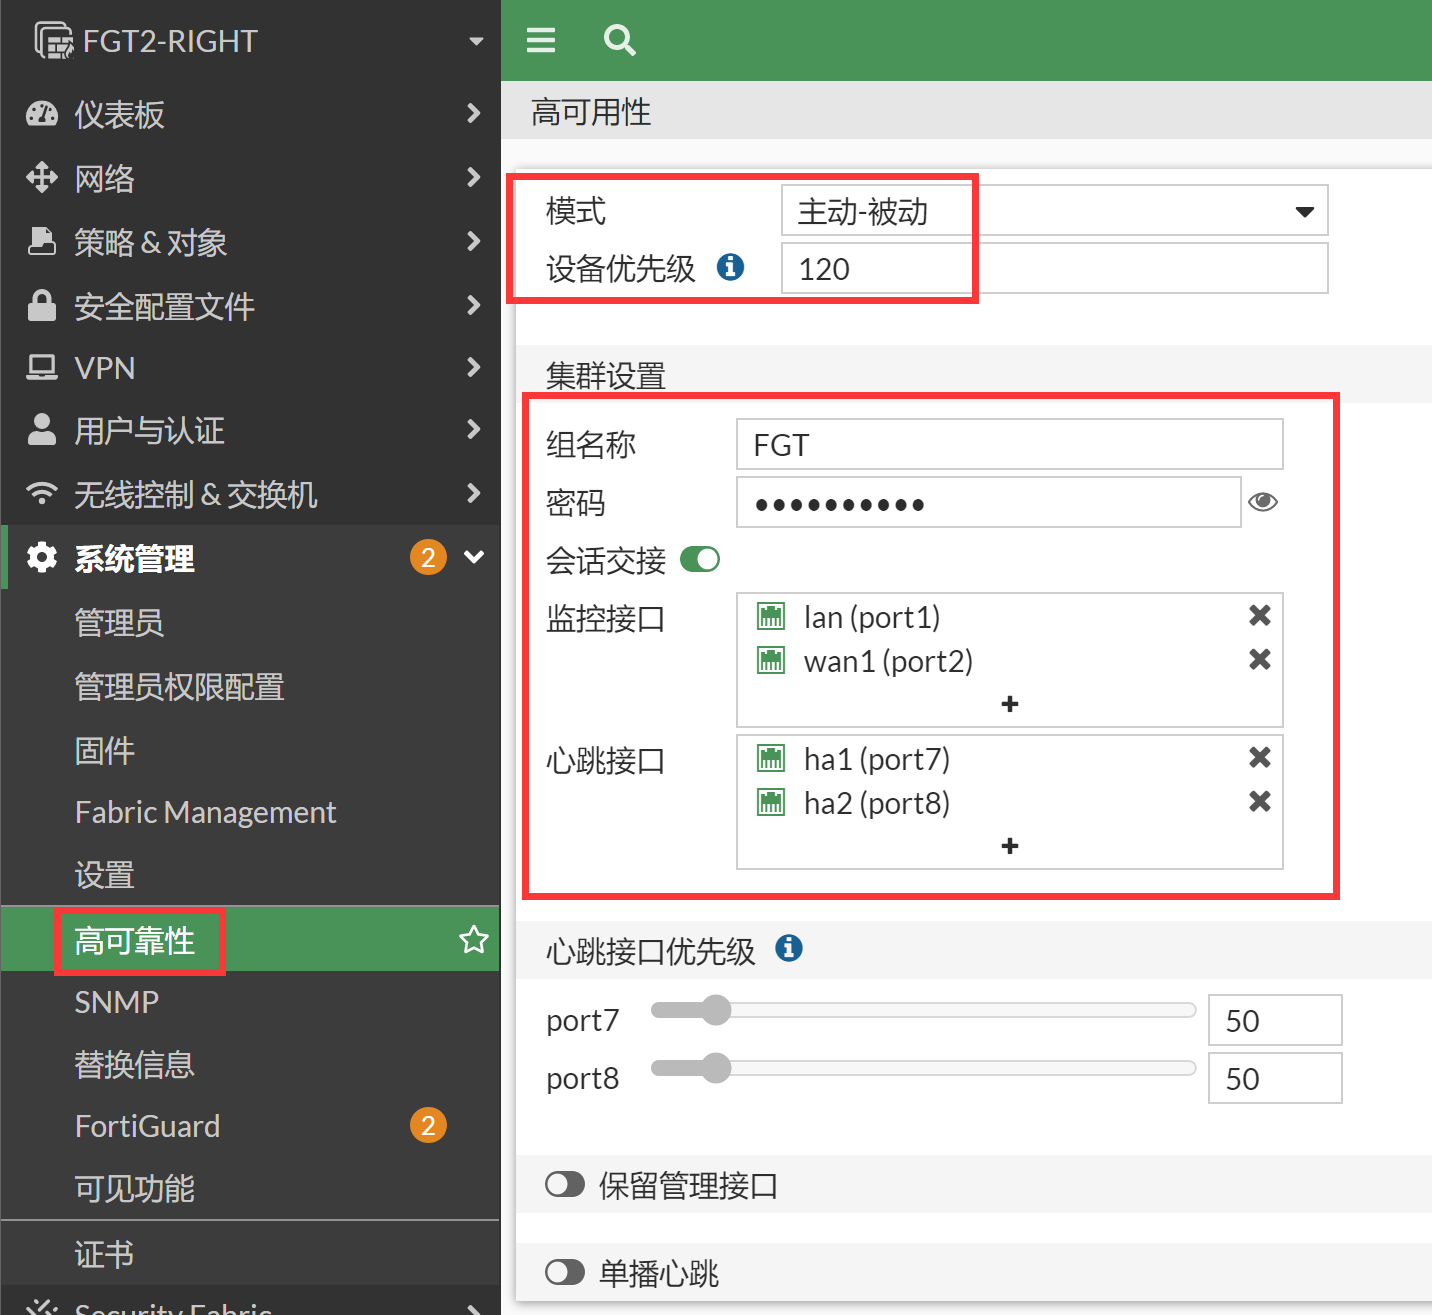 FGT2-RIGHT
仪表板
网络
策略 & 对象
安全配置文件
VPN
用户与认证
无线控制 & 交换机
系统管理 2
管理员
管理员权限配置
固件
Fabric Management
设置
高可靠性
SNMP
替换信息
FortiGuard 2
可见功能
证书
Security Fabric
高可用性
模式 主动-被动
设备优先级 120
集群设置
组名称 FGT
密码 ●●●●●●●●●●
会话交接
监控接口 lan (port1)
wan1 (port2)
心跳接口 ha1 (port7)
ha2 (port8)
心跳接口优先级
port7 50
port8 50
保留管理接口
单播心跳